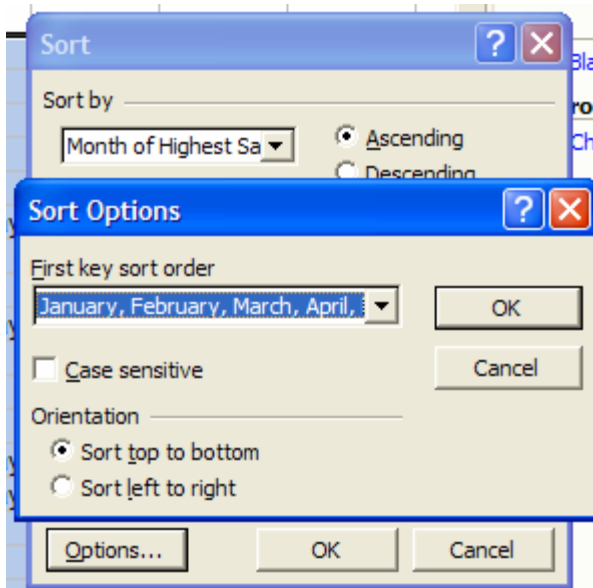 Sort
Sort by
Month of Highest Sa
Ascending
Descending
Sort Options
First key sort order
January, February, March, April,
OK
Case sensitive
Cancel
Orientation
Sort top to bottom
Sort left to right
Options...
OK
Cancel